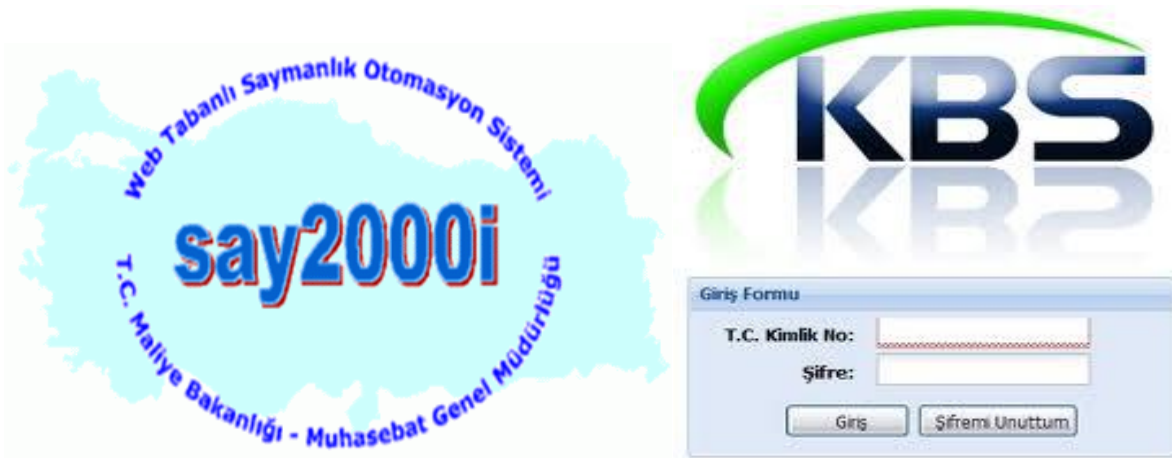 Web Tabanlı Saymanlık Otomasyon Sistemi
say2000i
T.C. Maliye Bakanlığı - Muhasebat Genel Müdürlüğü
KBS
Giriş Formu
T.C. Kimlik No:
Şifre:
Giriş Şifremi Unuttum